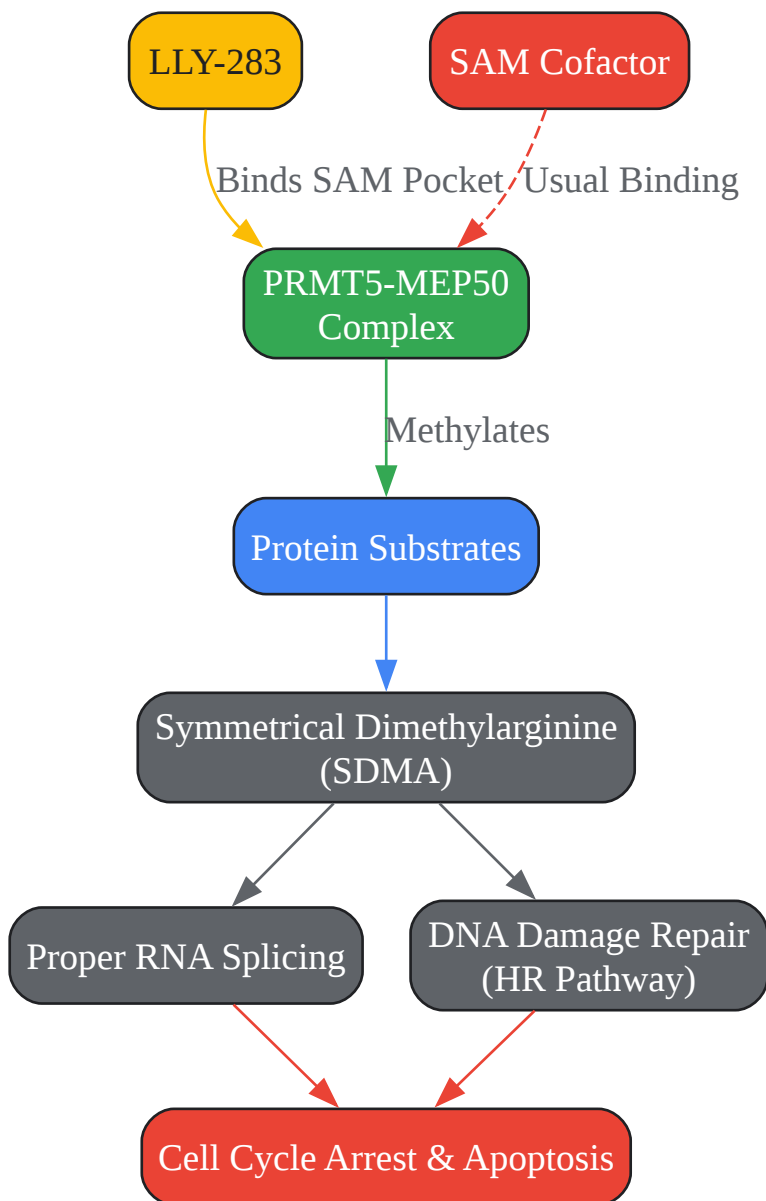 LLY-283
SAM Cofactor
Binds SAM Pocket
Usual Binding
PRMT5-MEP50
Complex
Methylates
Protein Substrates
Symmetrical Dimethylarginine
(SDMA)
Proper RNA Splicing
DNA Damage Repair
(HR Pathway)
Cell Cycle Arrest & Apoptosis